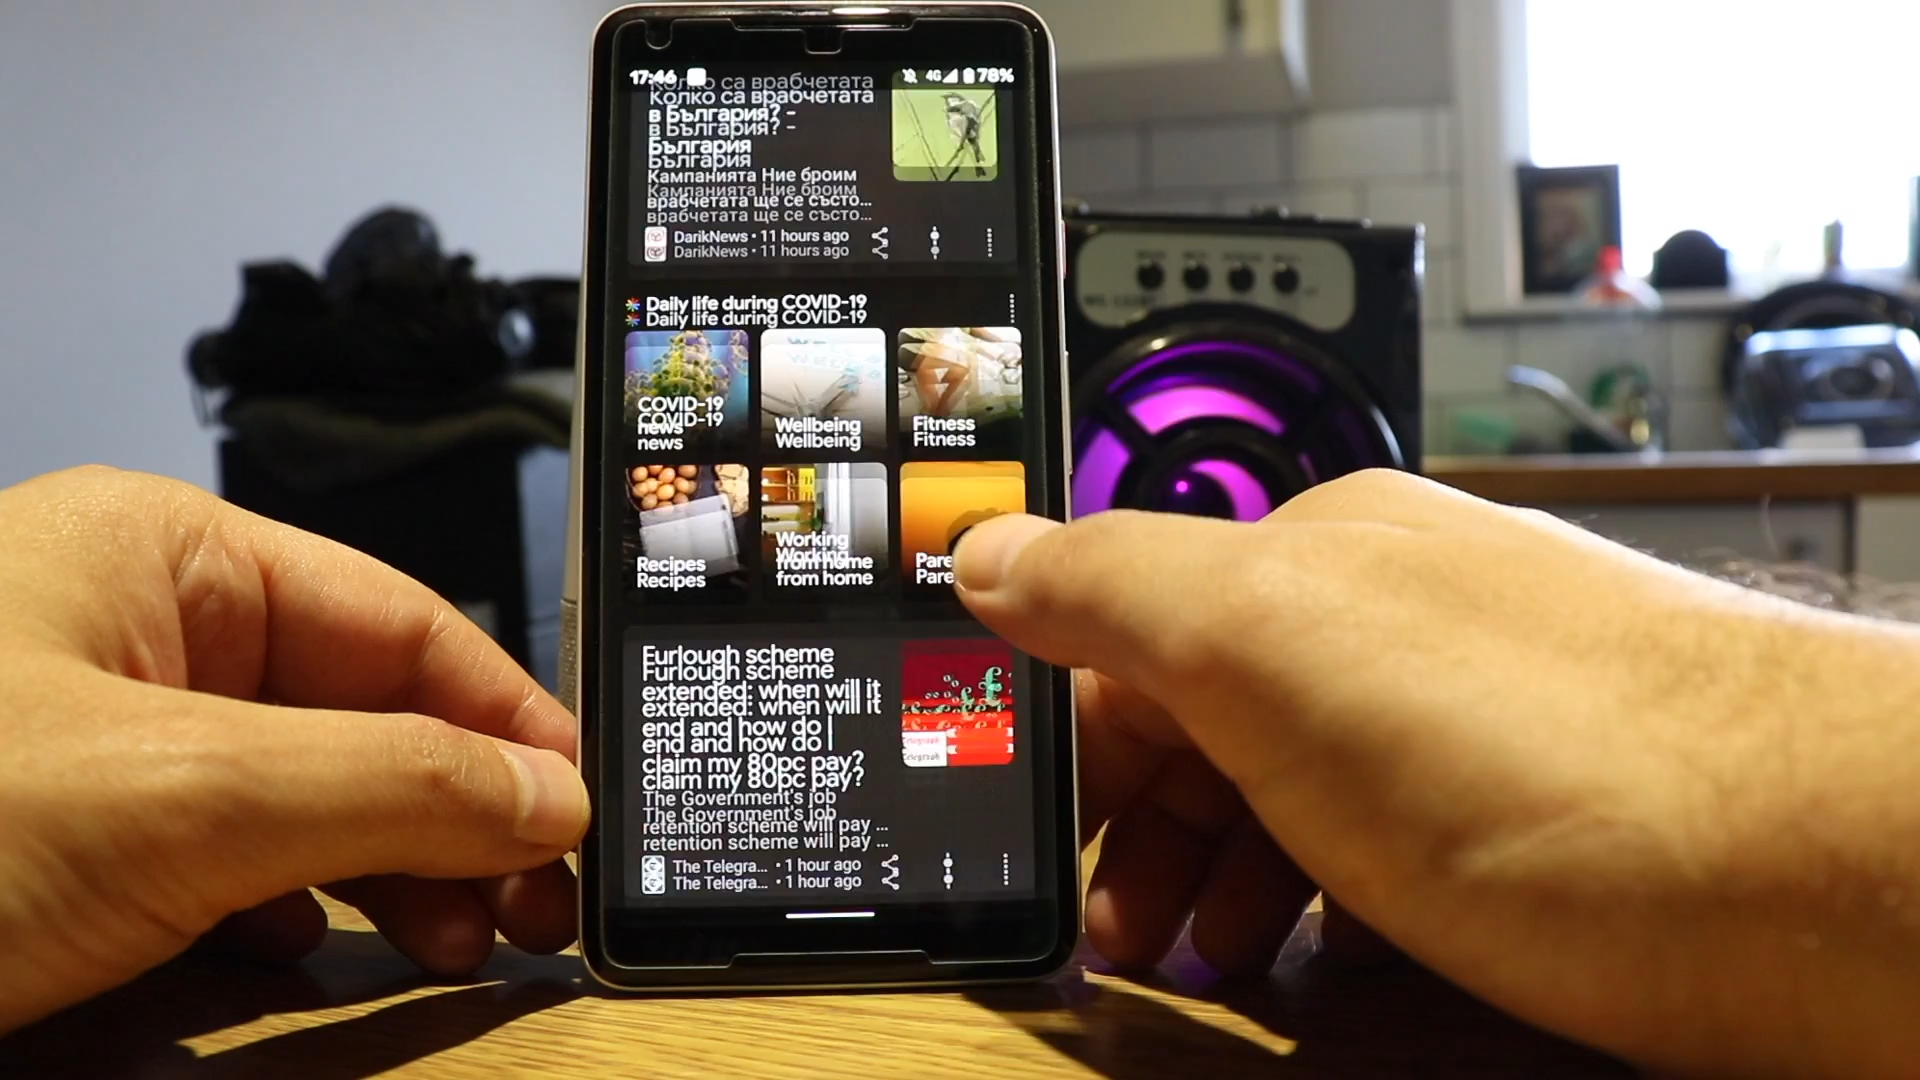 17:46
4G 78%
Колко са врабчетата
в България? -
България
Кампанията Ние броим
врабчетата ще се състо...
DarikNews • 11 hours ago
Daily life during COVID-19
COVID-19
news
Wellbeing
Fitness
Recipes
Working
from home
Pare
Furlough scheme
extended: when will it
end and how do I
claim my 80pc pay?
The Government's job
retention scheme will pay ...
Telegraph
The Telegra... • 1 hour ago